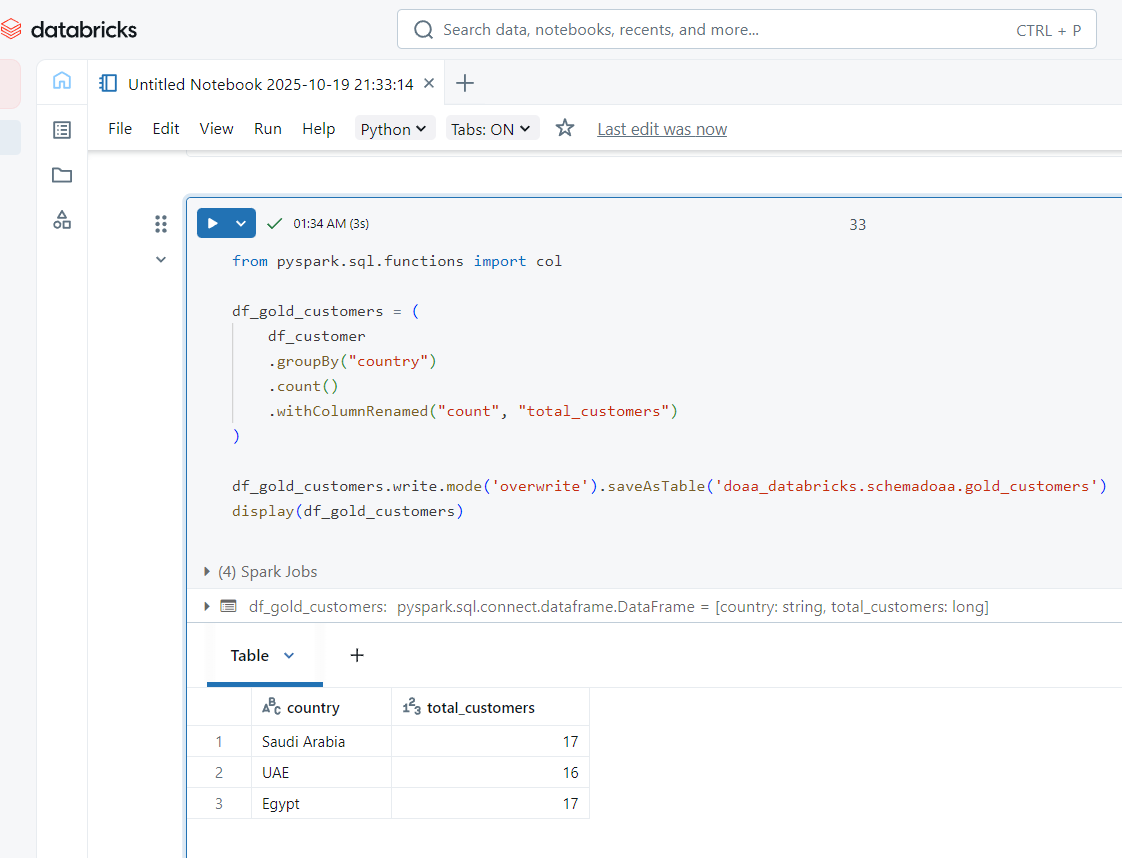 databricks
Search data, notebooks, recents, and more... CTRL + P
Untitled Notebook 2025-10-19 21:33:14
File Edit View Run Help Python Tabs: ON Last edit was now
01:34 AM (3s) 33
from pyspark.sql.functions import col
df_gold_customers = (
df_customer
.groupBy("country")
.count()
.withColumnRenamed("count", "total_customers")
)
df_gold_customers.write.mode('overwrite').saveAsTable('doaa_databricks.schemadoaa.gold_customers')
display(df_gold_customers)
(4) Spark Jobs
df_gold_customers: pyspark.sql.connect.dataframe.DataFrame = [country: string, total_customers: long]
Table
country total_customers
1 Saudi Arabia 17
2 UAE 16
3 Egypt 17